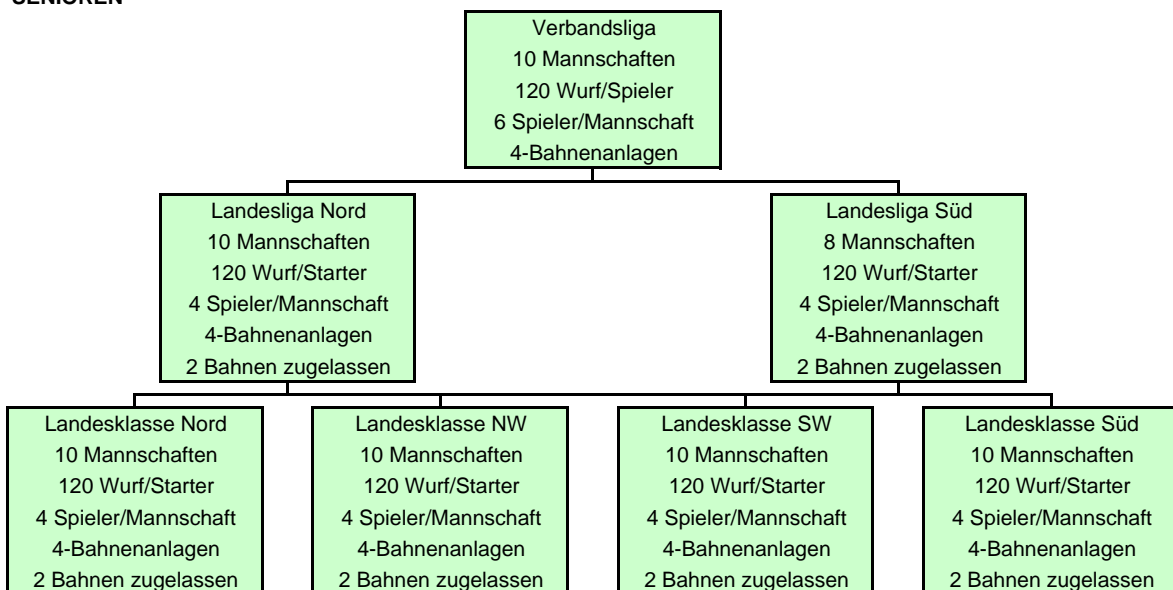 SENIOREN
Verbandsliga
10 Mannschaften
120 Wurf/Spieler
6 Spieler/Mannschaft
4-Bahnenanlagen
Landesliga Nord
10 Mannschaften
120 Wurf/Starter
4 Spieler/Mannschaft
4-Bahnenanlagen
2 Bahnen zugelassen
Landesliga Süd
8 Mannschaften
120 Wurf/Starter
4 Spieler/Mannschaft
4-Bahnenanlagen
2 Bahnen zugelassen
Landesklasse Nord
10 Mannschaften
120 Wurf/Starter
4 Spieler/Mannschaft
4-Bahnenanlagen
2 Bahnen zugelassen
Landesklasse NW
10 Mannschaften
120 Wurf/Starter
4 Spieler/Mannschaft
4-Bahnenanlagen
2 Bahnen zugelassen
Landesklasse SW
10 Mannschaften
120 Wurf/Starter
4 Spieler/Mannschaft
4-Bahnenanlagen
2 Bahnen zugelassen
Landesklasse Süd
10 Mannschaften
120 Wurf/Starter
4 Spieler/Mannschaft
4-Bahnenanlagen
2 Bahnen zugelassen